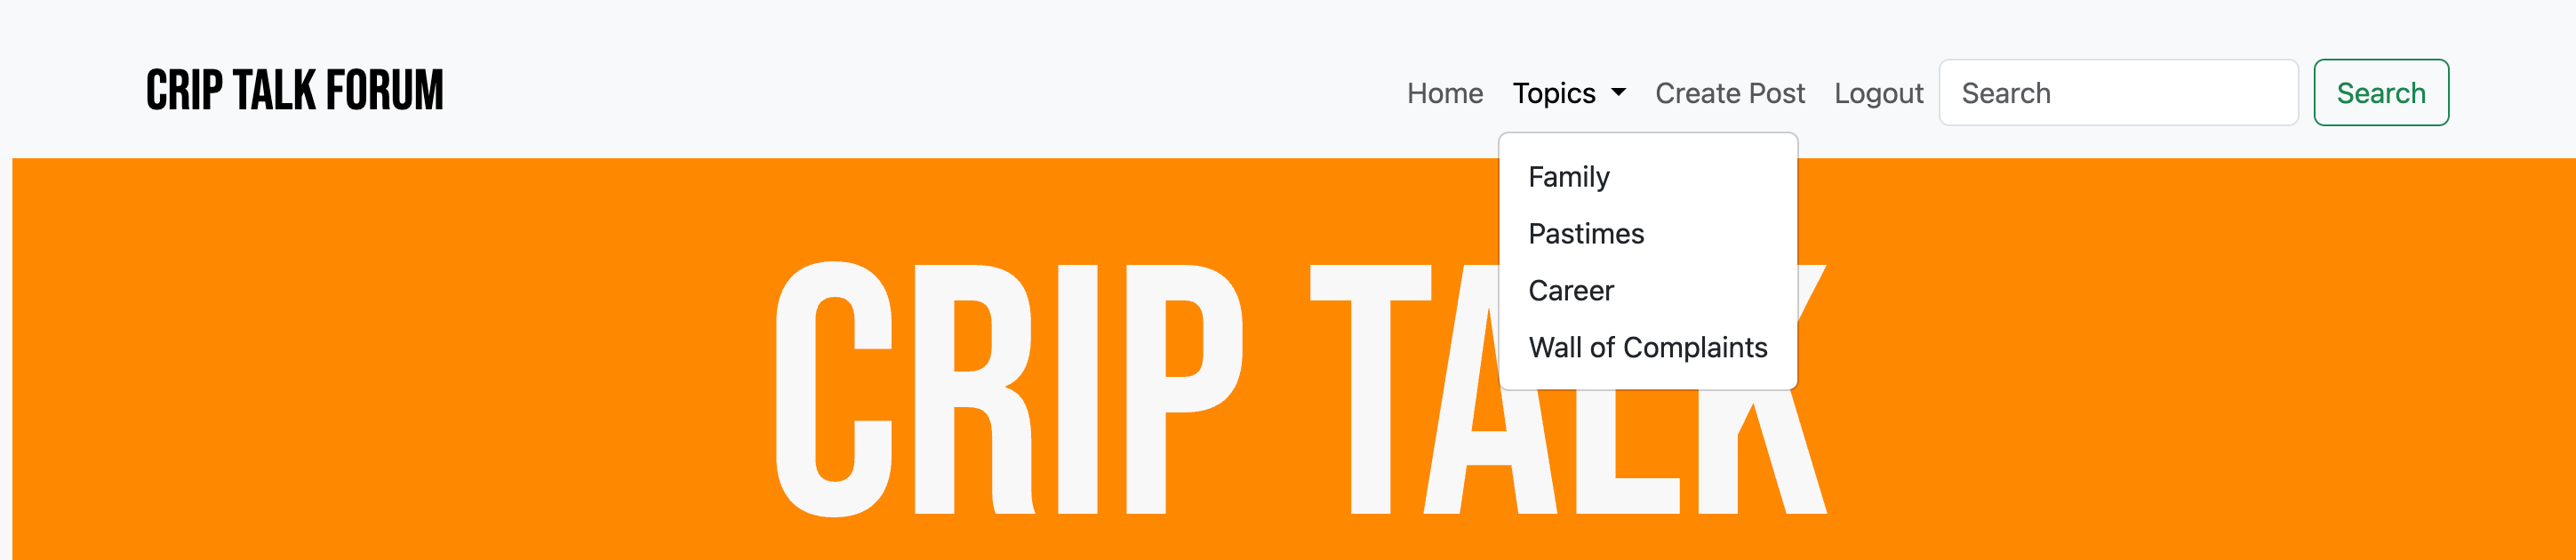 CRIP TALK FORUM
Home Topics Create Post Logout Search Search
Family
Pastimes
Career
Wall of Complaints
CRIP TALK